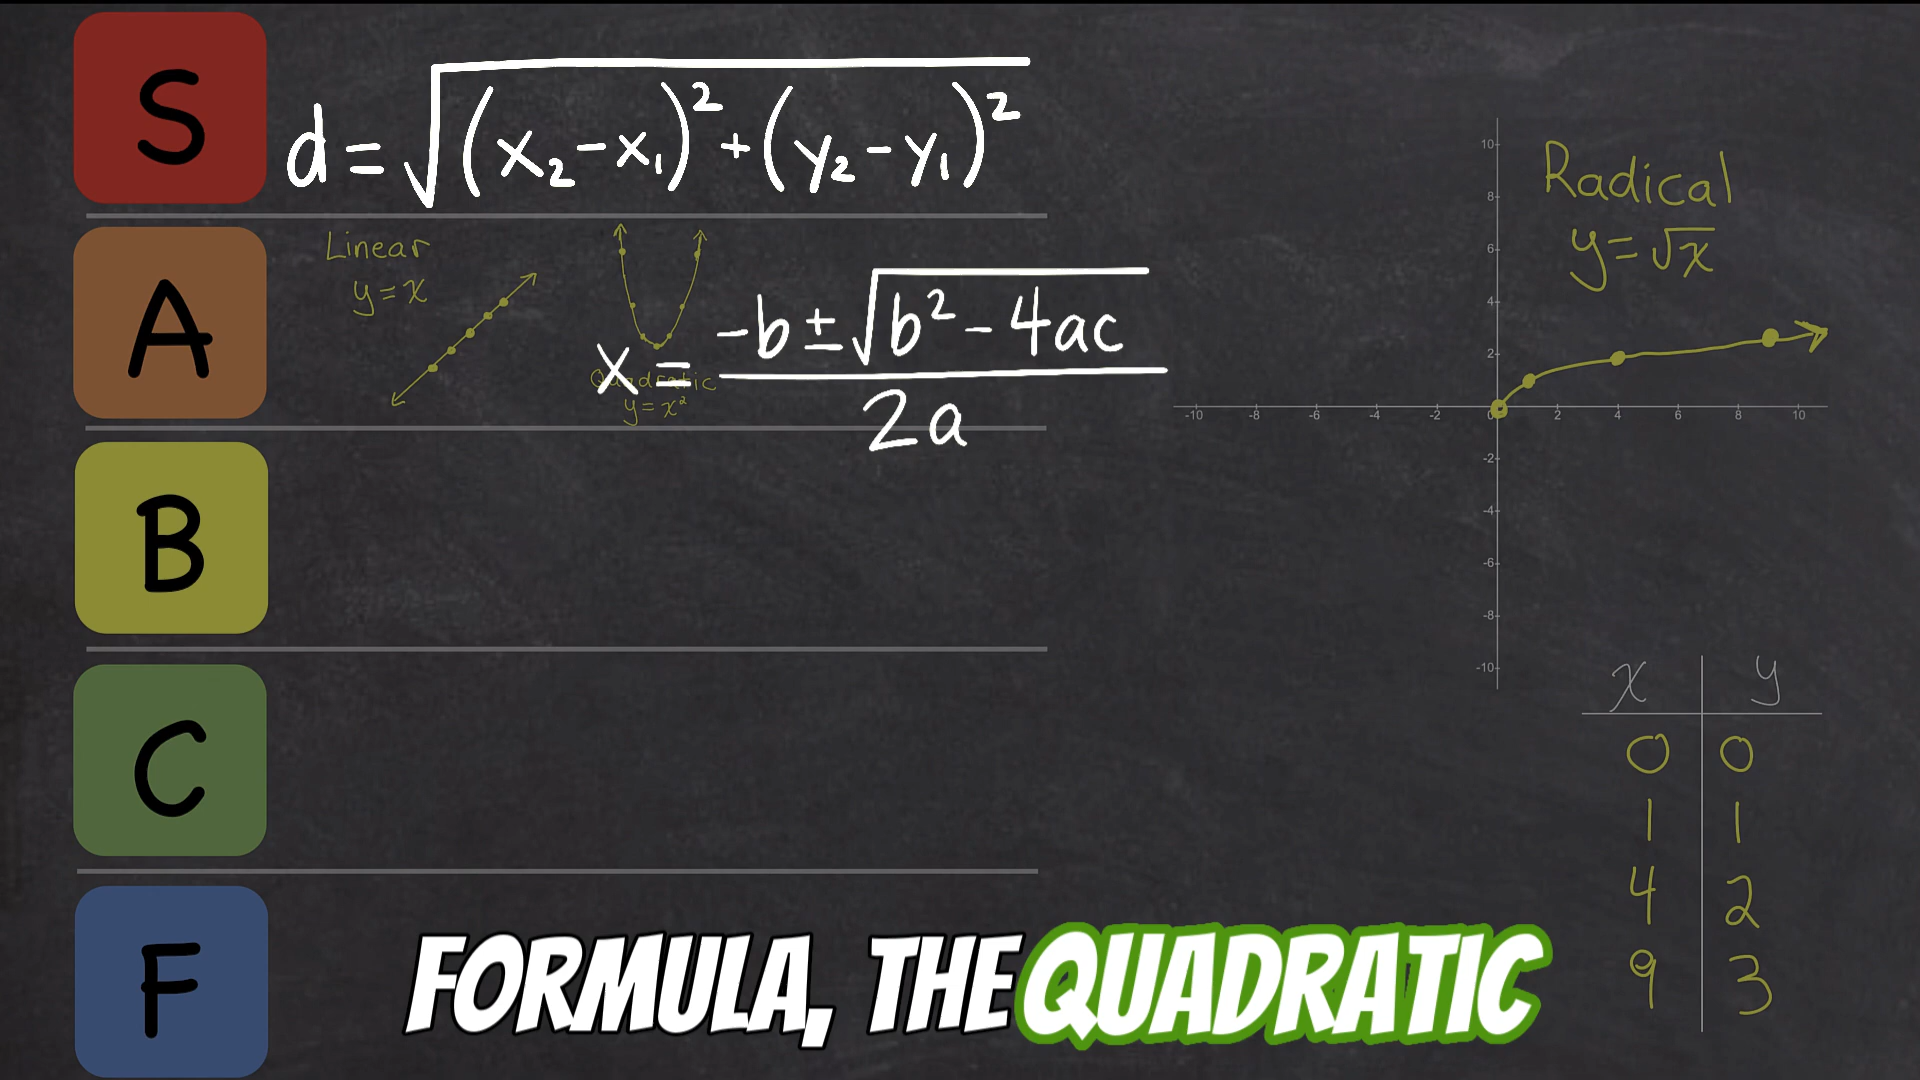 S
d = √((x₂ - x₁)² + (y₂ - y₁)²)
A
Linear
y = x
Quadratic
y = x²
x = (-b ± √(b² - 4ac)) / 2a
B
C
F
Radical
y = √x
10
8
6
4
2
-10 -8 -6 -4 -2 0 2 4 6 8 10
-2
-4
-6
-8
-10
x y
0 0
1 1
4 2
9 3
FORMULA, THE QUADRATIC